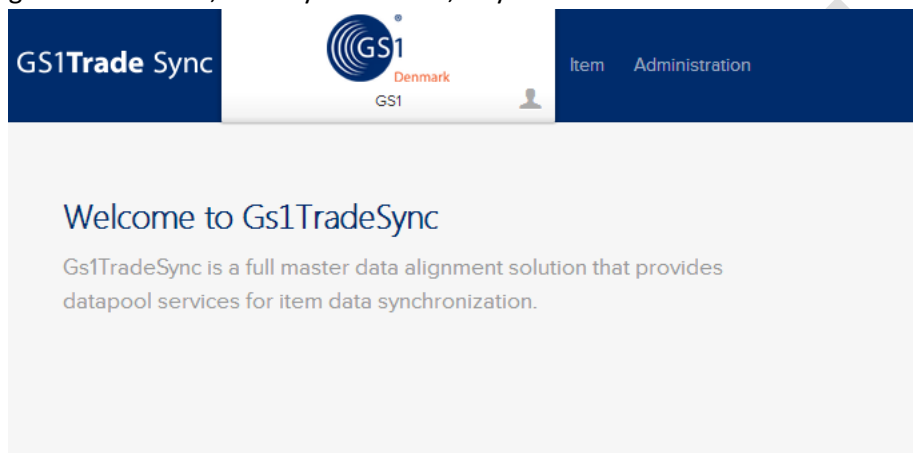 GS1Trade Sync
GS1
®
Denmark
GS1
Item Administration
Welcome to Gs1TradeSync
Gs1TradeSync is a full master data alignment solution that provides
datapool services for item data synchronization.